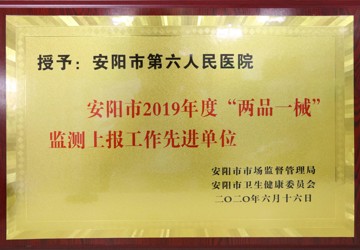 授予：安阳市第六人民医院
安阳市2019年度“两品一械”
监测上报工作先进单位
安阳市市场监督管理局
安阳市卫生健康委员会
二〇二〇年六月十六日